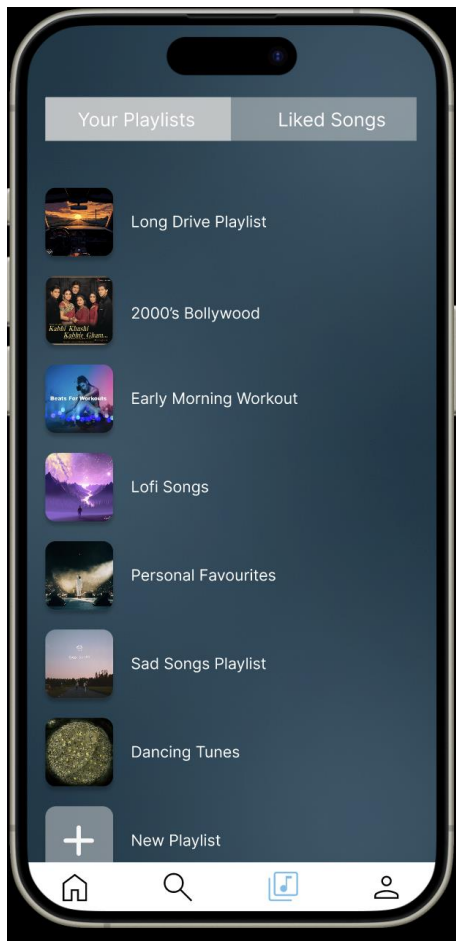 Your Playlists
Liked Songs
Long Drive Playlist
Kabhi Khushi
Kabhie Gham...
2000's Bollywood
Beats For Workouts
Early Morning Workout
Lofi Songs
Personal Favourites
Sad Songs Playlist
Dancing Tunes
New Playlist